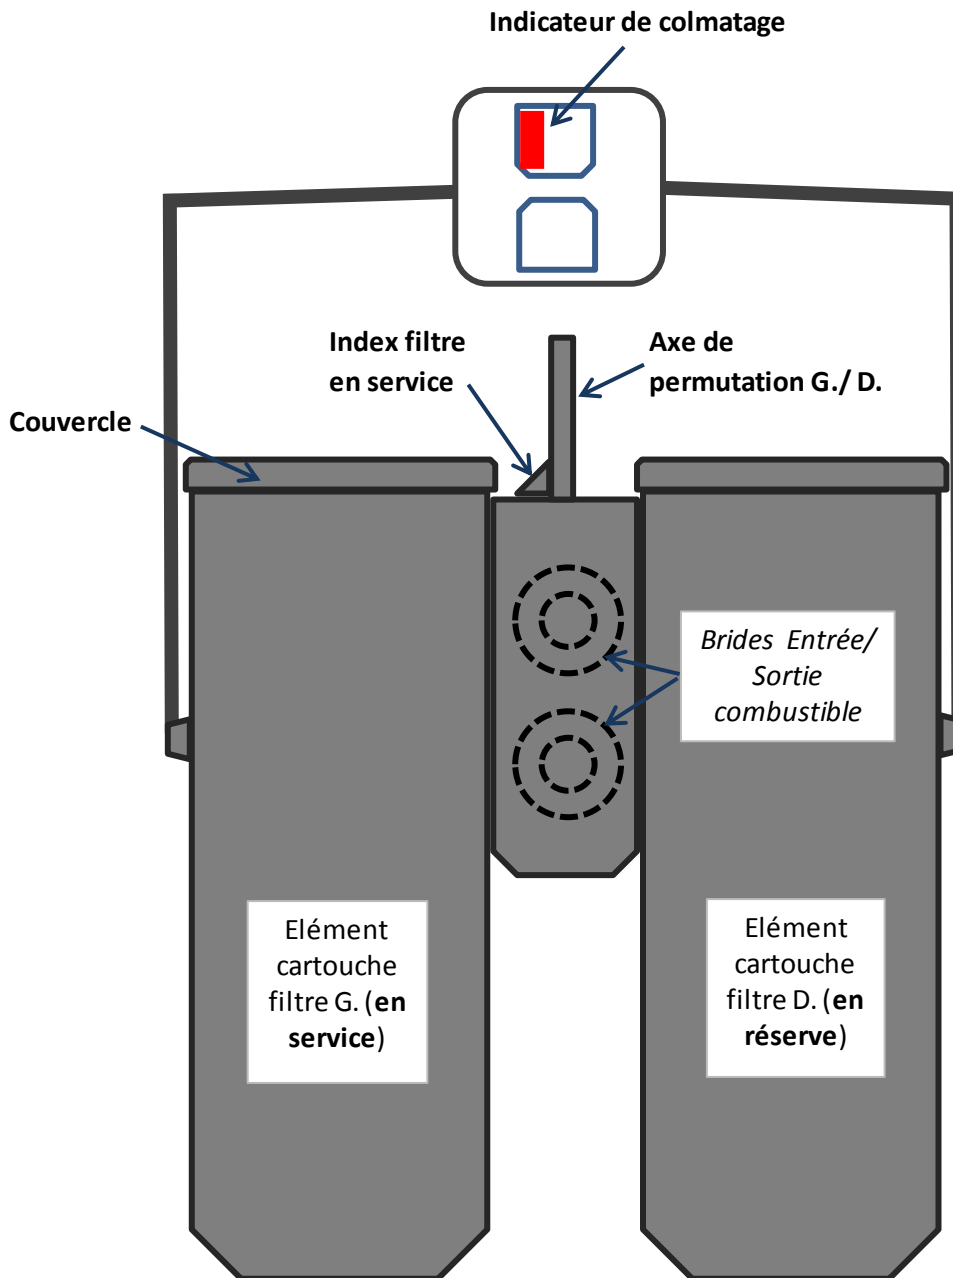 Indicateur de colmatage
Index filtre
en service
Axe de
permutation G./ D.
Couvercle
Brides Entrée/
Sortie
combustible
Elément
cartouche
filtre G. (en
service)
Elément
cartouche
filtre D. (en
réserve)